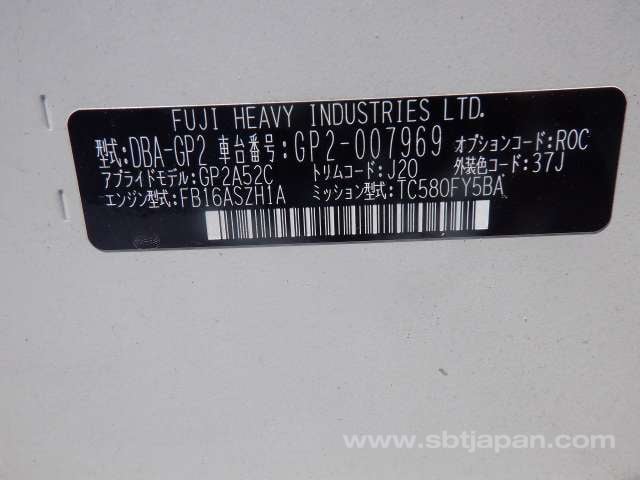 FUJI HEAVY INDUSTRIES LTD.
型式:DBA-GP2 車台番号:GP2-007969 オプションコード:ROC
アプライドモデル:GP2A52C トリムコード:J20 外装色コード:37J
エンジン型式:FB16ASZH1A ミッション型式:TC580FY5BA
www.sbtjapan.com/